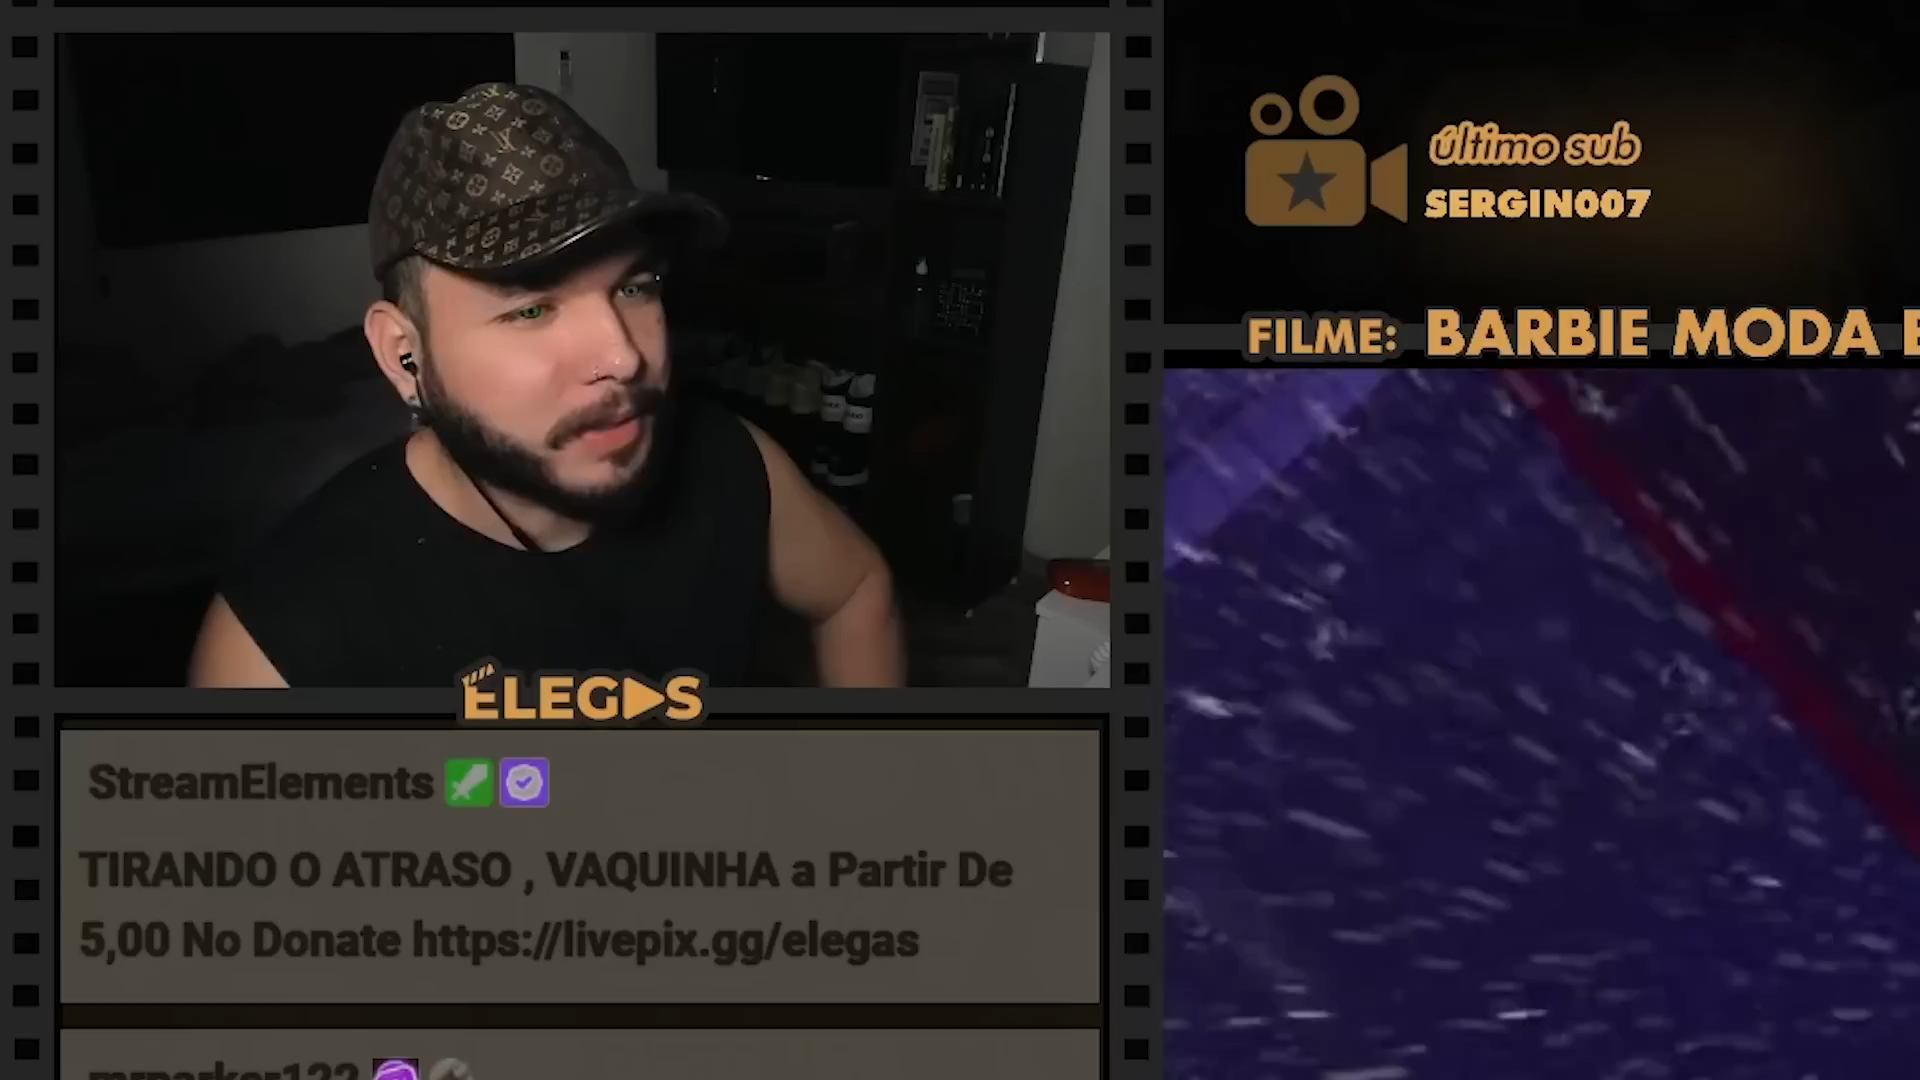 último sub
SERGIN007
FILME: BARBIE MODA E
ELEGAS
StreamElements
TIRANDO O ATRASO , VAQUINHA a Partir De
5,00 No Donate https://livepix.gg/elegas
mrparker122